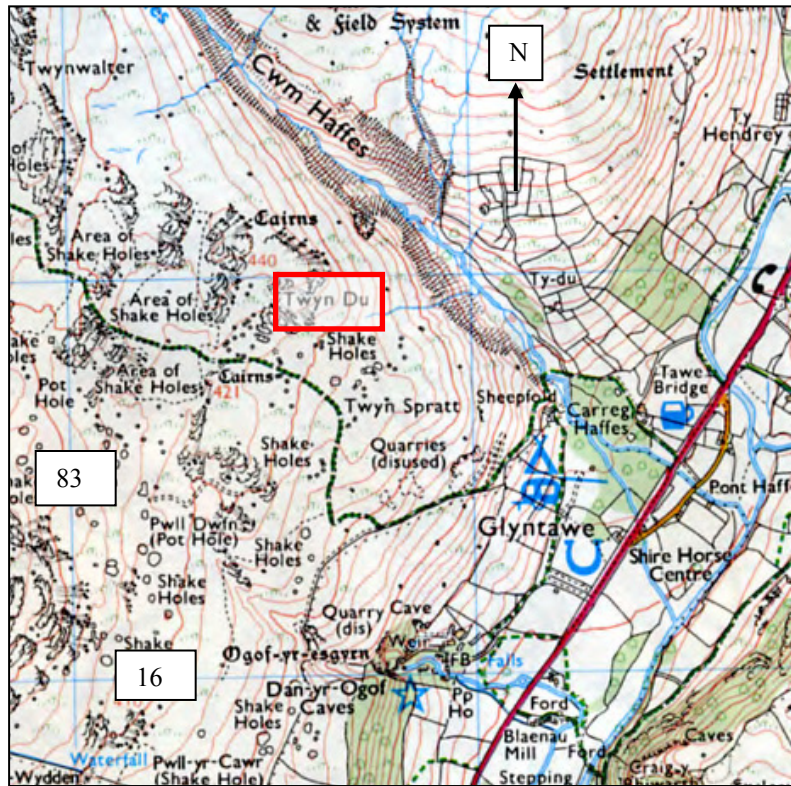 & Field System
N
Twynwalter
Cwm Haffes
Settlement
Ty
Hendrey
of
Holes
Cairns
Area of
Shake Holes
440
Twyn Du
Ty-du
Area of
Shake Holes
Shake
Holes
Tawe
Bridge
Area of
Shake Holes
Cairns
421
Pot
Hole
Sheepfold
Carreg
Haffes
Twyn Spratt
Shake
Holes
Quarries
(disused)
83
Pont Haff
Glyntawe
Pwll Dwfn
(Pot Hole)
Shake
Holes
Shire Horse
Centre
Shake
Holes
Quarry
(dis)
Cave
Weir
Shake
Ogof-yr-esgyrn
FB
Falls
16
Dan-yr-Ogof
Caves
Pp
Ho
Ford
Shake
Holes
Blaenau
Mill
Ford
Caves
Waterfall
Pwll-yr-Cawr
(Shake Hole)
-Wydden
Stepping
Craig-y